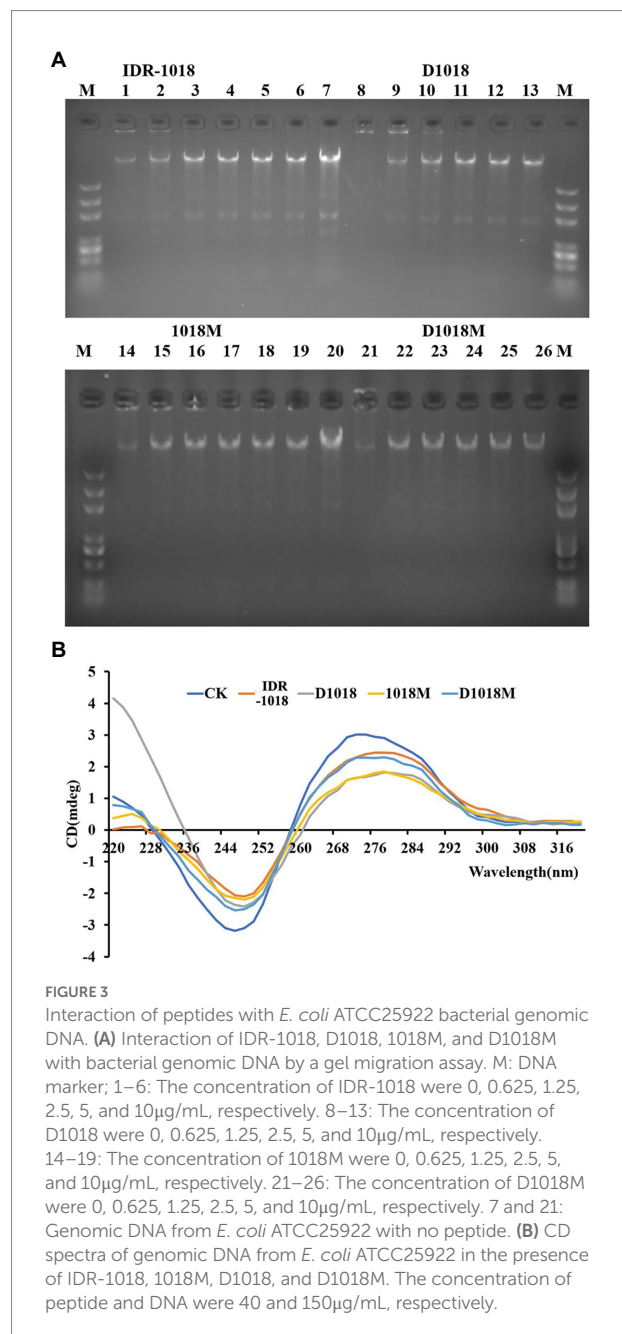 A
IDR-1018 D1018
M 1 2 3 4 5 6 7 8 9 10 11 12 13 M
1018M D1018M
M 14 15 16 17 18 19 20 21 22 23 24 25 26 M
B
5
4
3
2
1
0
-1
-2
-3
-4
CD(mdeg)
CK IDR -1018 D1018 1018M D1018M
220 228 236 244 252 260 268 276 284 292 300 308 316
Wavelength(nm)
FIGURE 3
Interaction of peptides with E. coli ATCC25922 bacterial genomic
DNA. (A) Interaction of IDR-1018, D1018, 1018M, and D1018M
with bacterial genomic DNA by a gel migration assay. M: DNA
marker; 1–6: The concentration of IDR-1018 were 0, 0.625, 1.25,
2.5, 5, and 10μg/mL, respectively. 8–13: The concentration of
D1018 were 0, 0.625, 1.25, 2.5, 5, and 10μg/mL, respectively.
14–19: The concentration of 1018M were 0, 0.625, 1.25, 2.5, 5,
and 10μg/mL, respectively. 21–26: The concentration of D1018M
were 0, 0.625, 1.25, 2.5, 5, and 10μg/mL, respectively. 7 and 21:
Genomic DNA from E. coli ATCC25922 with no peptide. (B) CD
spectra of genomic DNA from E. coli ATCC25922 in the presence
of IDR-1018, 1018M, D1018, and D1018M. The concentration of
peptide and DNA were 40 and 150μg/mL, respectively.